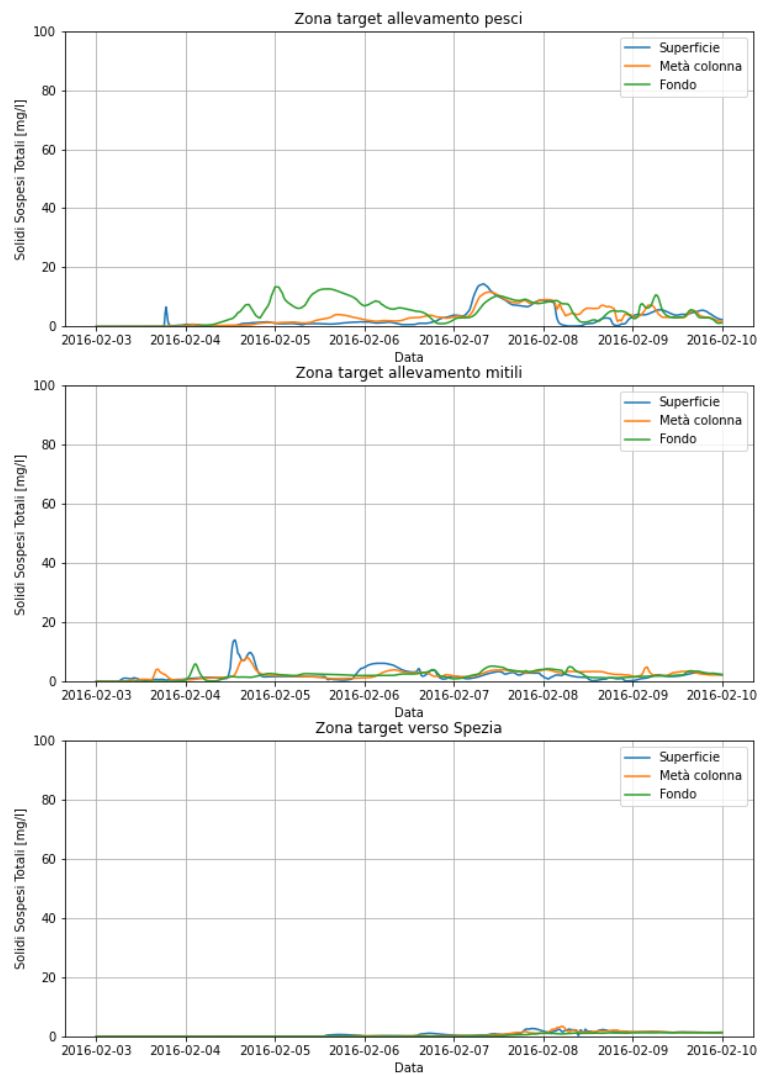 Zona target allevamento pesci
100
80
60
40
20
0
Solidi Sospesi Totali [mg/l]
Superficie
Metà colonna
Fondo
2016-02-03 2016-02-04 2016-02-05 2016-02-06 2016-02-07 2016-02-08 2016-02-09 2016-02-10
Data
Zona target allevamento mitili
100
80
60
40
20
0
Solidi Sospesi Totali [mg/l]
Superficie
Metà colonna
Fondo
2016-02-03 2016-02-04 2016-02-05 2016-02-06 2016-02-07 2016-02-08 2016-02-09 2016-02-10
Data
Zona target verso Spezia
100
80
60
40
20
0
Solidi Sospesi Totali [mg/l]
Superficie
Metà colonna
Fondo
2016-02-03 2016-02-04 2016-02-05 2016-02-06 2016-02-07 2016-02-08 2016-02-09 2016-02-10
Data